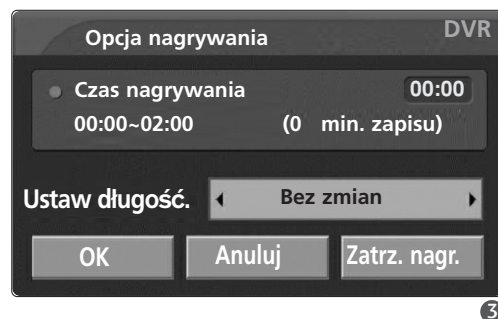 Opcja nagrywania DVR
Czas nagrywania 00:00
00:00~02:00 (0 min. zapisu)
Ustaw długość. Bez zmian
OK Anuluj Zatrz. nagr.
3